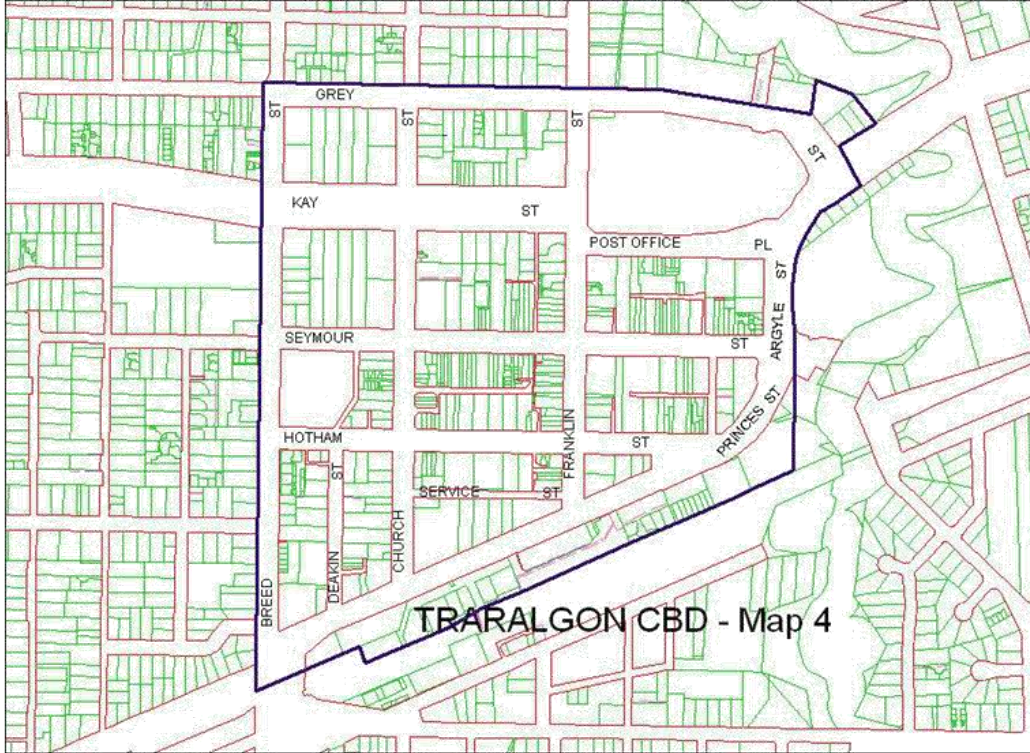 GREY
ST
ST
ST
ST
KAY
ST
POST OFFICE
PL
ST
ARGYLE
SEYMOUR
ST
PRINCES ST
HOTHAM
ST
FRANKLIN
ST
SERVICE
ST
CHURCH
DEAKIN
BREED
TRARALGON CBD - Map 4